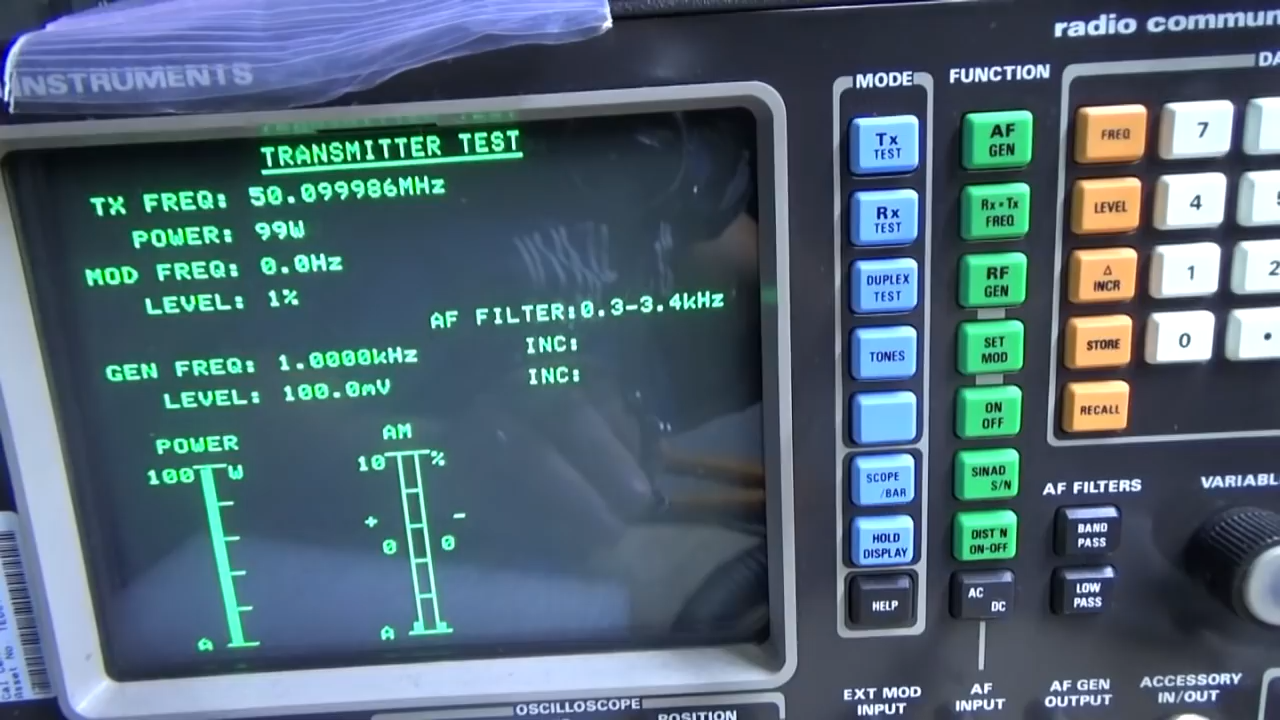 INSTRUMENTS
radio commun
TRANSMITTER TEST
TX FREQ: 50.099986MHz
POWER: 99W
MOD FREQ: 0.0Hz
LEVEL: 1%
AF FILTER:0.3-3.4kHz
INC:
INC:
GEN FREQ: 1.0000kHz
LEVEL: 100.0mV
POWER
100 W
A
AM
10 %
+ -
0 0
A
MODE
Tx
TEST
Rx
TEST
DUPLEX
TEST
TONES
SCOPE
/BAR
HOLD
DISPLAY
HELP
FUNCTION
AF
GEN
Rx=Tx
FREQ
RF
GEN
SET
MOD
ON
OFF
SINAD
S/N
DIST'N
ON-OFF
AC
DC
DA
FREQ
LEVEL
Δ
INCR
STORE
RECALL
7
4
5
1
2
0
•
AF FILTERS
BAND
PASS
LOW
PASS
VARIABL
EXT MOD
INPUT
AF
INPUT
AF GEN
OUTPUT
ACCESSORY
IN/OUT
OSCILLOSCOPE
POSITION
Asset No.